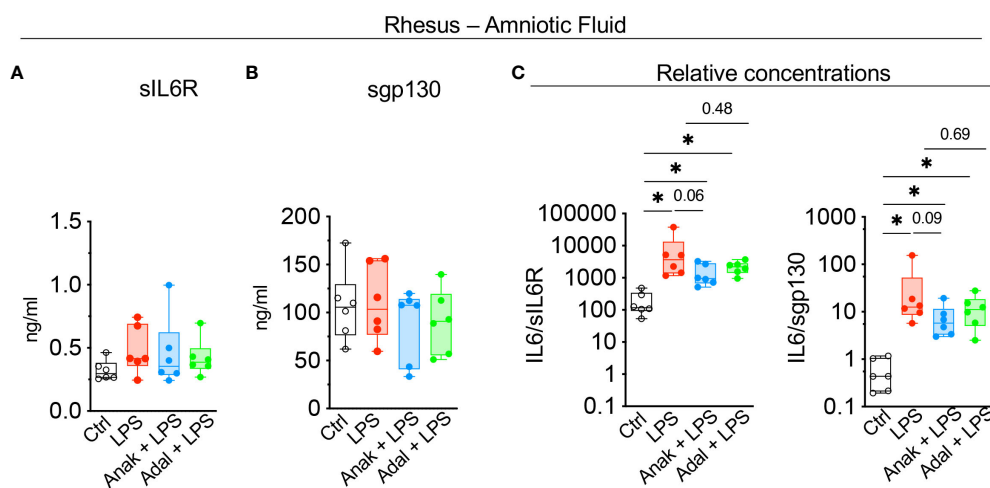 Rhesus – Amniotic Fluid
A
sIL6R
ng/ml
1.5
1.0
0.5
0.0
Ctrl
LPS
Anak + LPS
Adal + LPS
B
sgp130
ng/ml
200
150
100
50
0
Ctrl
LPS
Anak + LPS
Adal + LPS
C
Relative concentrations
0.48
*
*
* 0.06
IL6/sIL6R
100000
10000
1000
100
10
1
0.1
Ctrl
LPS
Anak + LPS
Adal + LPS
0.69
*
*
* 0.09
IL6/sgp130
1000
100
10
1
0.1
Ctrl
LPS
Anak + LPS
Adal + LPS